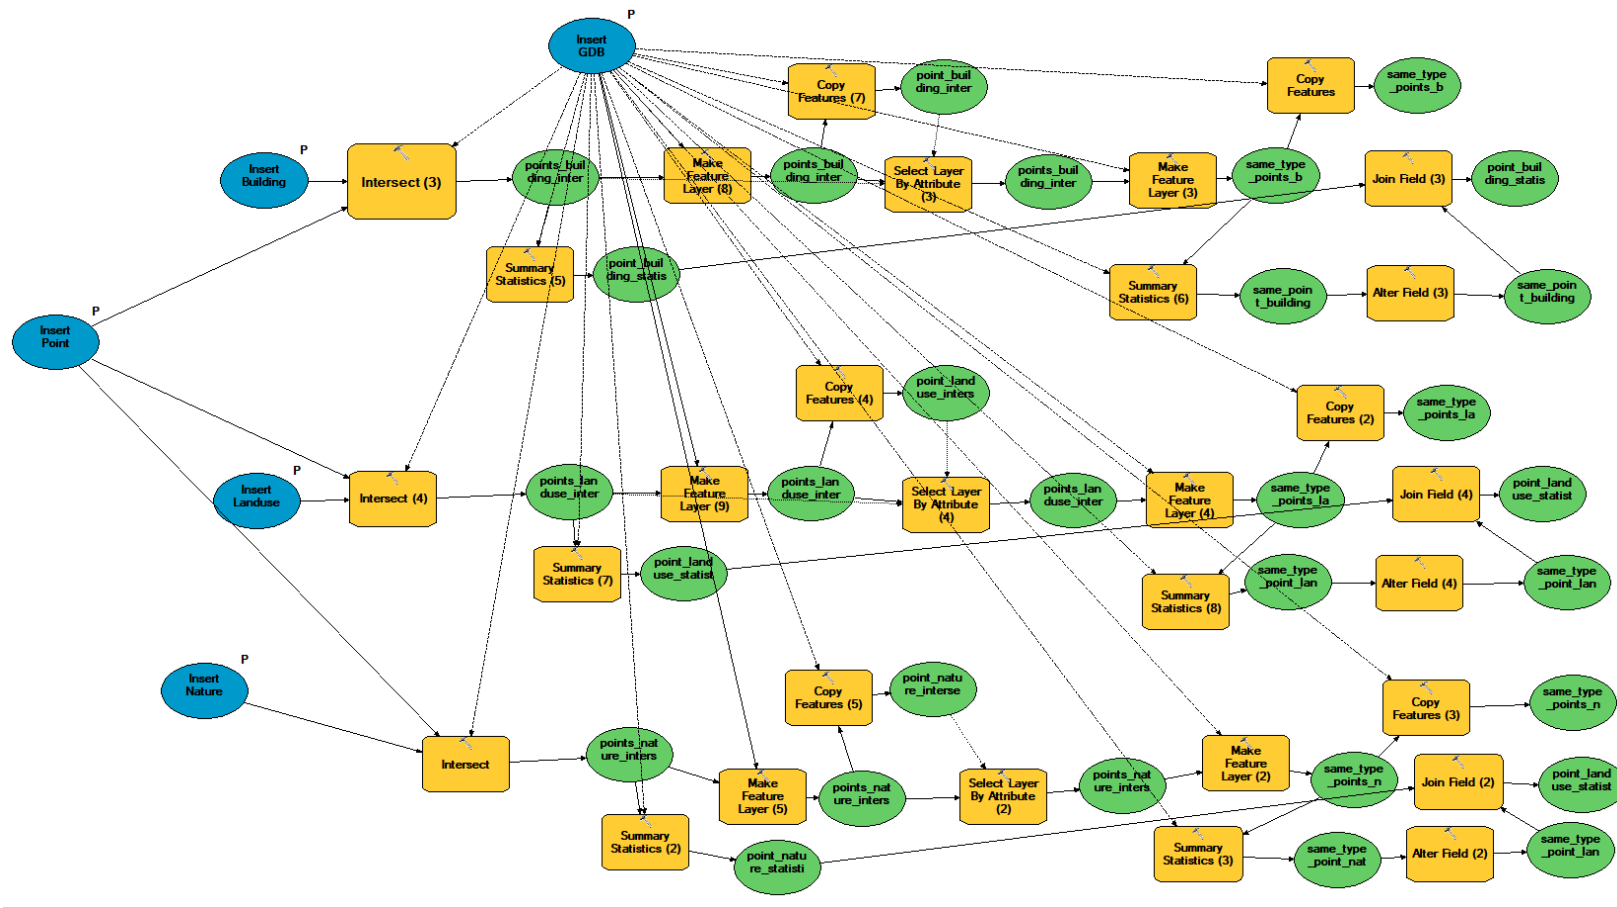 P
Insert
GDB
Copy
Features (7)
point_buil
ding_inter
Copy
Features
same_type
_points_b
P
Insert
Building
Intersect (3)
points_buil
ding_inter
Make
Feature
Layer (8)
points_buil
ding_inter
Select Layer
By Attribute
(3)
points_buil
ding_inter
Make
Feature
Layer (3)
same_type
_points_b
Join Field (3)
point_buil
ding_statis
Summary
Statistics (5)
point_buil
ding_statis
Summary
Statistics (6)
same_poin
t_building
Alter Field (3)
same_poin
t_building
P
Insert
Point
Copy
Features (4)
point_land
use_inters
Copy
Features (2)
same_type
_points_la
P
Insert
Landuse
Intersect (4)
points_lan
duse_inter
Make
Feature
Layer (9)
points_lan
duse_inter
Select Layer
By Attribute
(4)
points_lan
duse_inter
Make
Feature
Layer (4)
same_type
_points_la
Join Field (4)
point_land
use_statist
Summary
Statistics (7)
point_land
use_statist
Summary
Statistics (8)
same_type
_point_lan
Alter Field (4)
same_type
_point_lan
P
Insert
Nature
Copy
Features (5)
point_natu
re_interse
Copy
Features (3)
same_type
_points_n
Intersect
points_nat
ure_inters
Make
Feature
Layer (5)
points_nat
ure_inters
Select Layer
By Attribute
(2)
points_nat
ure_inters
Make
Feature
Layer (2)
same_type
_points_n
Join Field (2)
point_land
use_statist
Summary
Statistics (2)
point_natu
re_statisti
Summary
Statistics (3)
same_type
_point_nat
Alter Field (2)
same_type
_point_lan